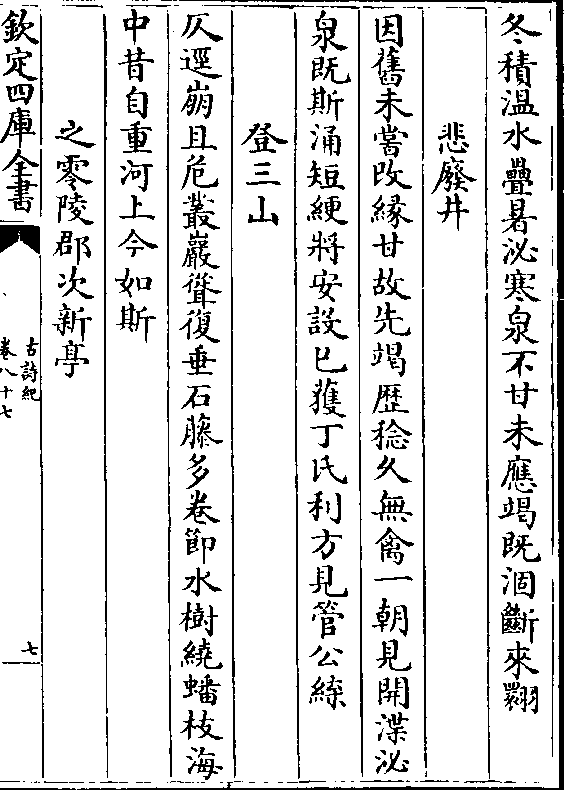 冬積溫水疊暑泌寒泉不甘未應竭既涸斷來翾
悲廢井
因舊未嘗改緣甘故先竭歴稔久無禽一朝見開渫泌
泉既斯涌短綆將安設已獲丁氏利方見管公絲
登三山
仄逕崩且危叢巖聳復垂石藤多卷節水樹繞蟠枝海
中昔自重河上今如斯
之零陵郡次新亭
欽定四庫全書
古詩紀
卷八十七
七